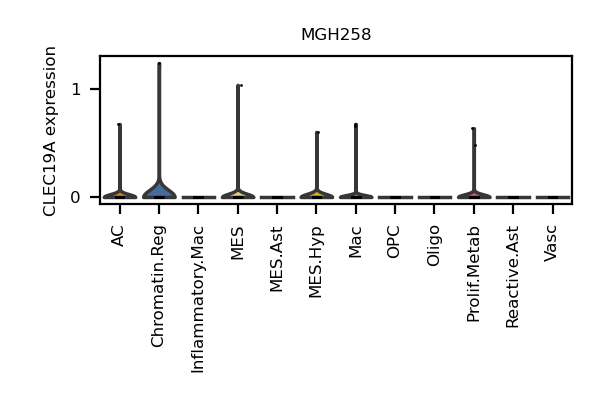 MGH258
CLEC19A expression
1
0
AC
Chromatin.Reg
Inflammatory.Mac
MES
MES.Ast
MES.Hyp
Mac
OPC
Oligo
Prolif.Metab
Reactive.Ast
Vasc